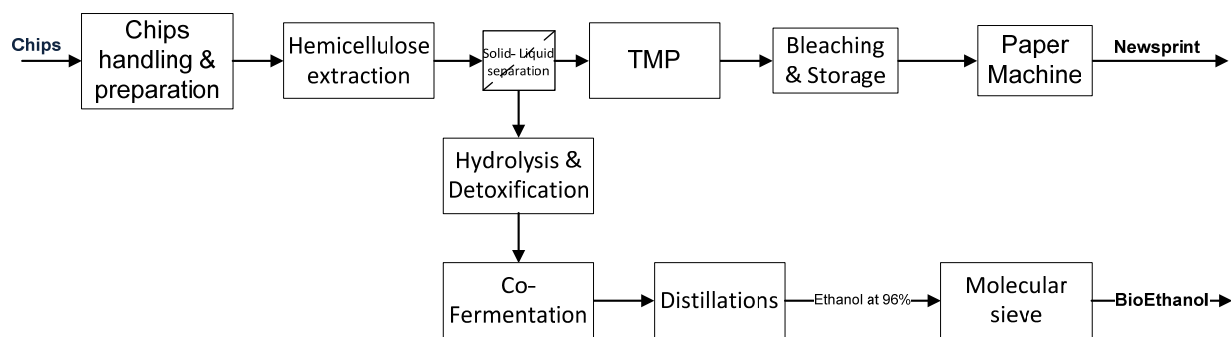 Chips
Chips
handling &
preparation
Hemicellulose
extraction
Solid- Liquid
separation
TMP
Bleaching
& Storage
Paper
Machine
Newsprint
Hydrolysis &
Detoxification
Co-
Fermentation
Distillations
Ethanol at 96%
Molecular
sieve
BioEthanol